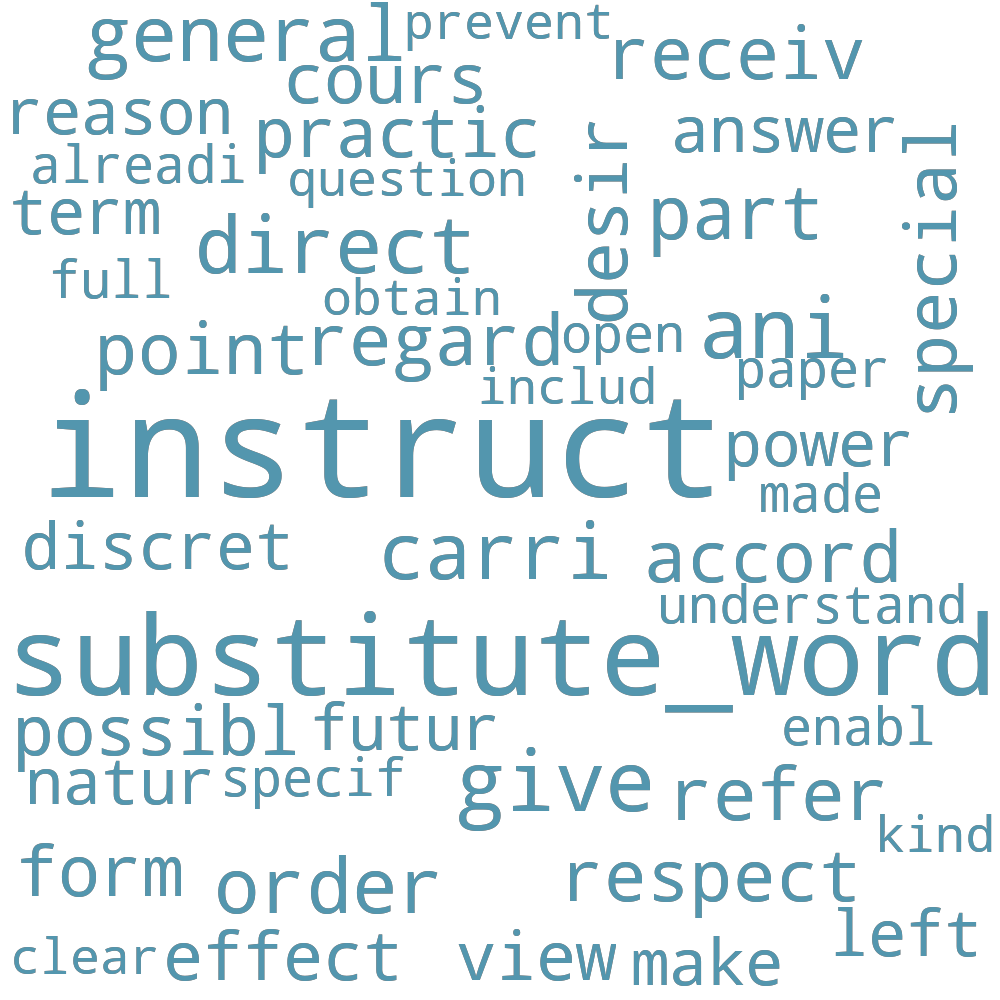 general
prevent
receiv
cours
reason
practic
answer
alreadi
question
desir
special
term
direct
part
full
obtain
point
regard
open
ani
paper
includ
instruct
power
made
discret
carri
accord
understand
substitute_word
possibl
futur
enabl
natur
specif
give
refer
kind
form
order
respect
left
clear
effect
view
make